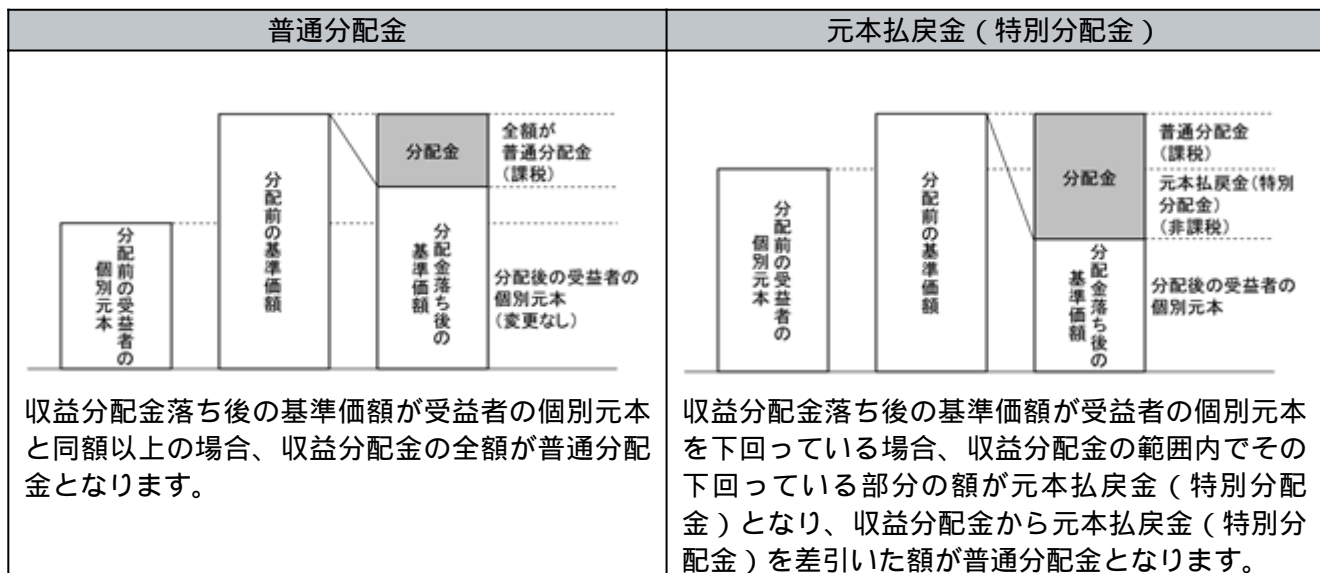 普通分配金
分配前の受益者の
個別元本
分配前の基準価額
分配金
分配金落ち後の
基準価額
全額が
普通分配金
(課税)
分配後の受益者の
個別元本
(変更なし)
収益分配金落ち後の基準価額が受益者の個別元本
と同額以上の場合、収益分配金の全額が普通分配
金となります。
元本払戻金(特別分配金)
分配前の受益者の
個別元本
分配前の基準価額
分配金
分配金落ち後の
基準価額
普通分配金
(課税)
元本払戻金(特別
分配金)
(非課税)
分配後の受益者の
個別元本
収益分配金落ち後の基準価額が受益者の個別元本
を下回っている場合、収益分配金の範囲内でその
下回っている部分の額が元本払戻金(特別分配
金)となり、収益分配金から元本払戻金(特別分
配金)を差引いた額が普通分配金となります。